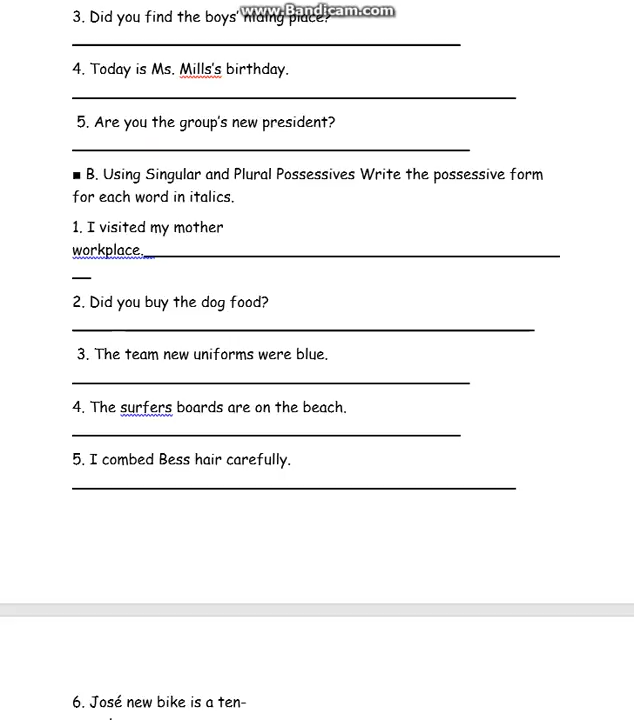 www.Bandicam.com
3. Did you find the boys' hiding place?
4. Today is Ms. Mills's birthday.
5. Are you the group's new president?
■ B. Using Singular and Plural Possessives Write the possessive form
for each word in italics.
1. I visited my mother
workplace.
2. Did you buy the dog food?
3. The team new uniforms were blue.
4. The surfers boards are on the beach.
5. I combed Bess hair carefully.
6. José new bike is a ten-